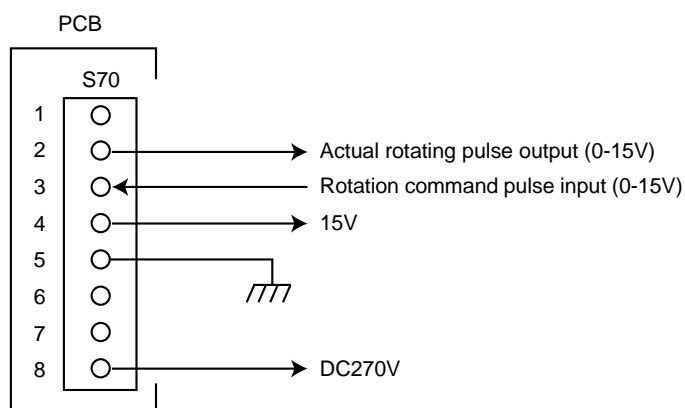 PCB
S70
1
2 Actual rotating pulse output (0-15V)
3 Rotation command pulse input (0-15V)
4 15V
5
6
7
8 DC270V